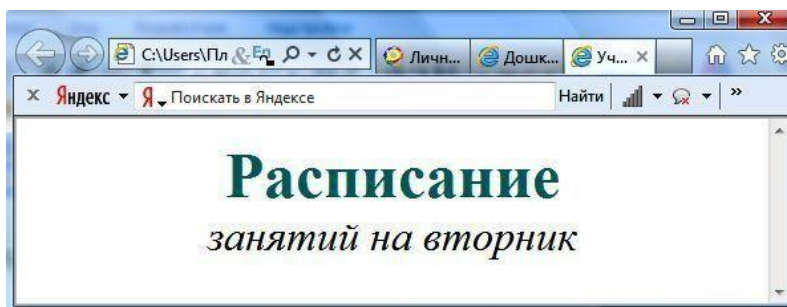 C:\Users\Пл
Личн...
Дошк...
Уч...
Яндекс
Я Поискать в Яндексе
Найти
»
Расписание
занятий на вторник